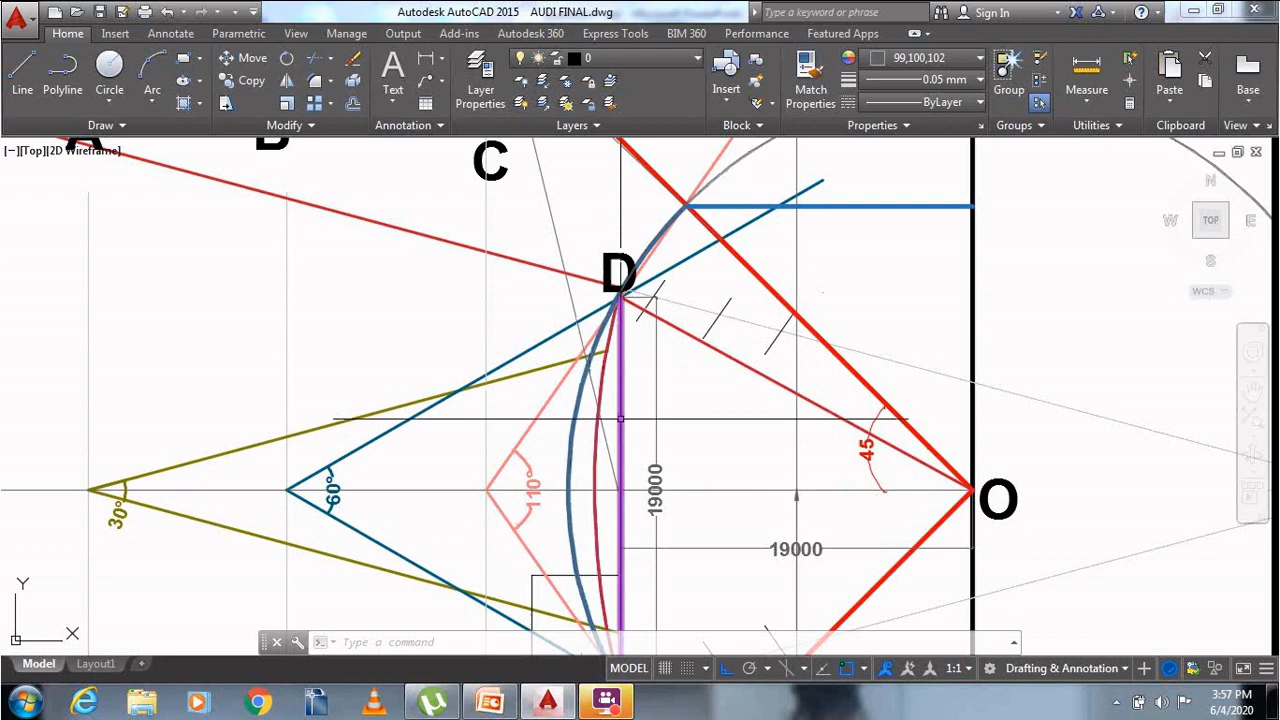 Autodesk AutoCAD 2015 AUDI FINAL.dwg
Type a keyword or phrase
Sign In
Home Insert Annotate Parametric View Manage Output Add-ins Autodesk 360 Express Tools BIM 360 Performance Featured Apps
Line
Polyline
Circle
Arc
Draw
Move
Copy
Modify
Text
Annotation
Layer
Properties
0
Layers
Insert
Block
Match
Properties
99,100,102
0.05 mm
ByLayer
Properties
Group
Groups
Measure
Utilities
Paste
Clipboard
Base
View
[−][Top][2D Wireframe]
A
B
C
D
O
N
W
TOP
E
S
WCS
30°
60°
110°
45
19000
19000
Y
X
Type a command
Model Layout1 +
MODEL
1:1
Drafting & Annotation
3:57 PM
6/4/2020